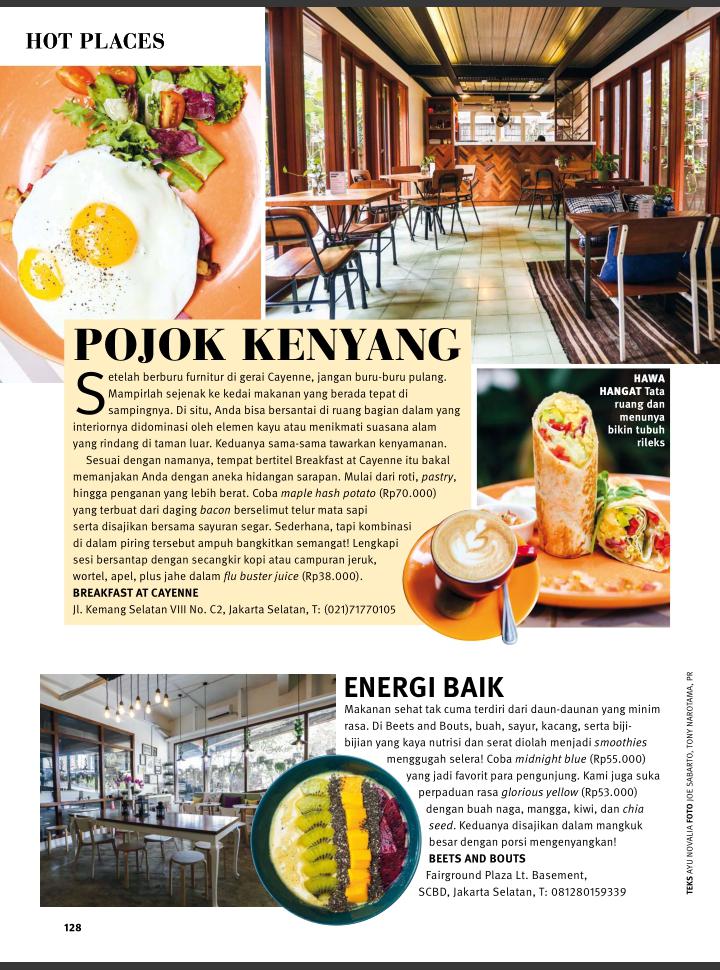 HOT PLACES
POJOK KENYANG
Setelah berburu furnitur di gerai Cayenne, jangan buru-buru pulang.
Mampirlah sejenak ke kedai makanan yang berada tepat di
sampingnya. Di situ, Anda bisa bersantai di ruang bagian dalam yang
interiornya didominasi oleh elemen kayu atau menikmati suasana alam
yang rindang di taman luar. Keduanya sama-sama tawarkan kenyamanan.
Sesuai dengan namanya, tempat bertitel Breakfast at Cayenne itu bakal
memanjakan Anda dengan aneka hidangan sarapan. Mulai dari roti, pastry,
hingga penganan yang lebih berat. Coba maple hash potato (Rp70.000)
yang terbuat dari daging bacon berselimut telur mata sapi
serta disajikan bersama sayuran segar. Sederhana, tapi kombinasi
di dalam piring tersebut ampuh bangkitkan semangat! Lengkapi
sesi bersantap dengan secangkir kopi atau campuran jeruk,
wortel, apel, plus jahe dalam flu buster juice (Rp38.000).
BREAKFAST AT CAYENNE
Jl. Kemang Selatan VIII No. C2, Jakarta Selatan, T: (021)71770105
HAWA
HANGAT Tata
ruang dan
menunya
bikin tubuh
rileks
ENERGI BAIK
Makanan sehat tak cuma terdiri dari daun-daunan yang minim
rasa. Di Beets and Bouts, buah, sayur, kacang, serta biji-
bijian yang kaya nutrisi dan serat diolah menjadi smoothies
menggugah selera! Coba midnight blue (Rp55.000)
yang jadi favorit para pengunjung. Kami juga suka
perpaduan rasa glorious yellow (Rp53.000)
dengan buah naga, mangga, kiwi, dan chia
seed. Keduanya disajikan dalam mangkuk
besar dengan porsi mengenyangkan!
BEETS AND BOUTS
Fairground Plaza Lt. Basement,
SCBD, Jakarta Selatan, T: 081280159339
TEKS AYU NOVALIA FOTO JOE SABARTO, TONY NAROTAMA, PR
128